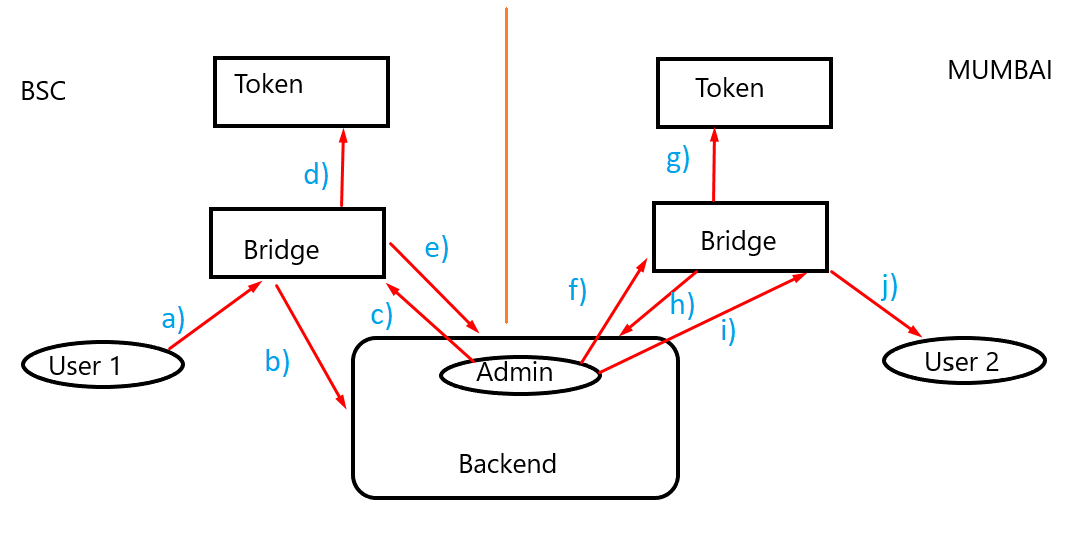 BSC
MUMBAI
Token
Token
d)
g)
Bridge
Bridge
e)
a)
b)
c)
f)
h)
i)
j)
User 1
Admin
User 2
Backend